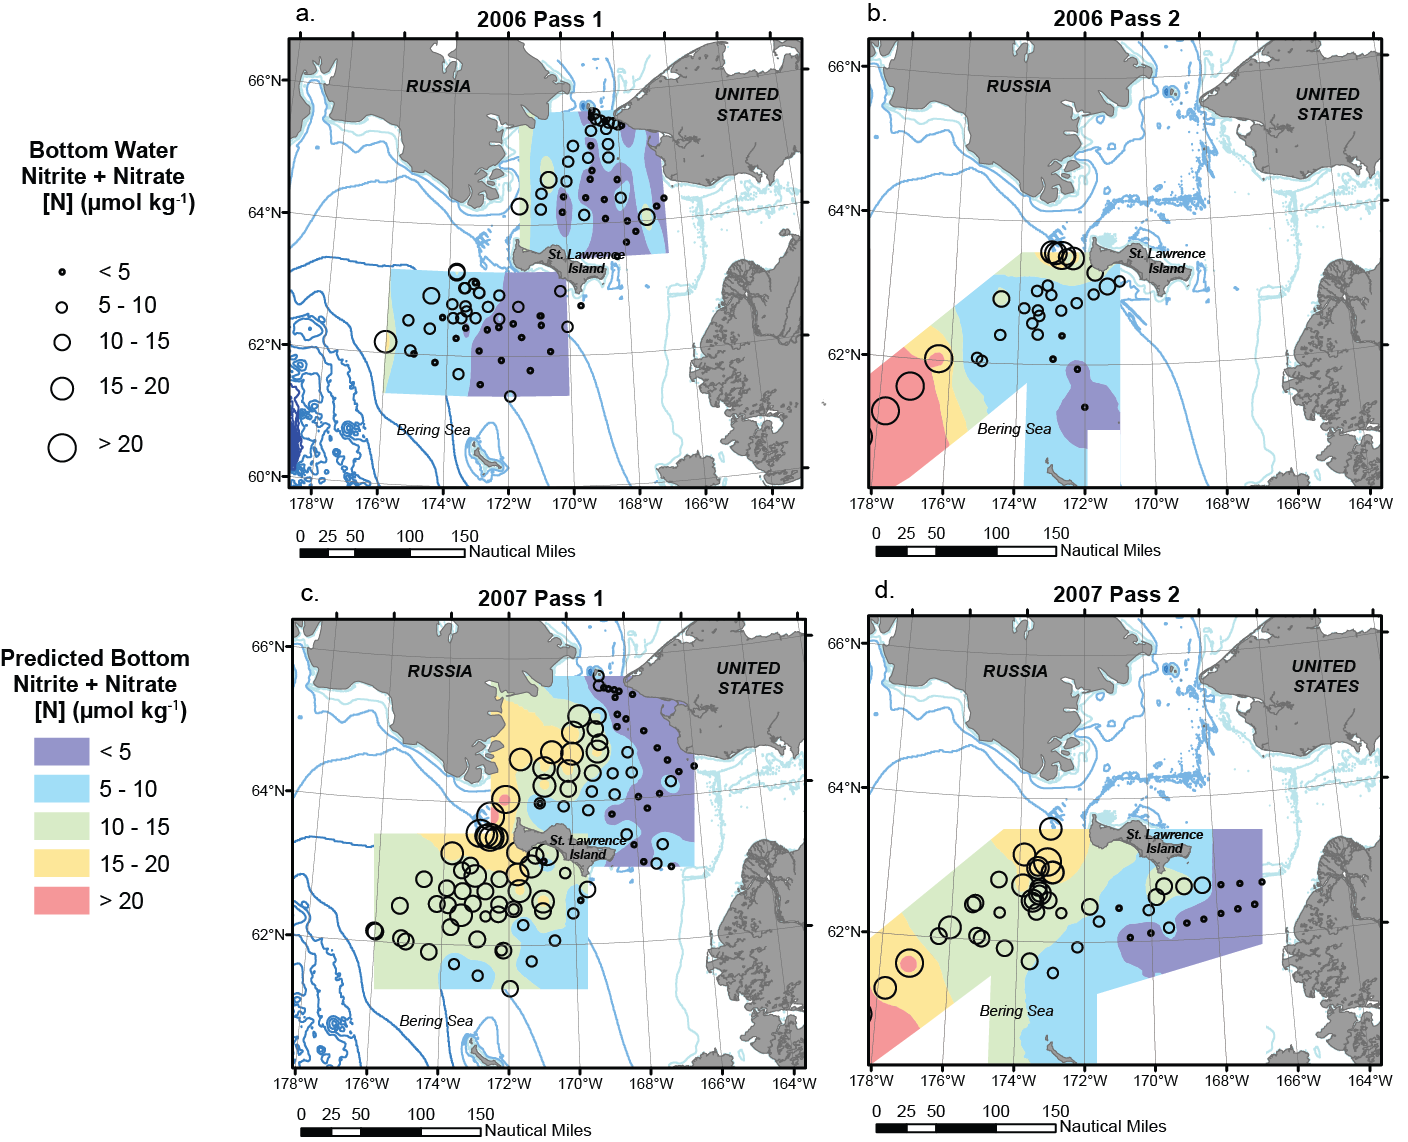 a.
2006 Pass 1
b.
2006 Pass 2
66°N
64°N
62°N
60°N
RUSSIA
UNITED
STATES
St. Lawrence
Island
Bering Sea
178°W 176°W 174°W 172°W 170°W 168°W 166°W 164°W
0 25 50 100 150
Nautical Miles
66°N
64°N
62°N
RUSSIA
UNITED
STATES
St. Lawrence
Island
Bering Sea
178°W 176°W 174°W 172°W 170°W 168°W 166°W 164°W
0 25 50 100 150
Nautical Miles
Bottom Water
Nitrite + Nitrate
[N] (µmol kg-1)
< 5
5 - 10
10 - 15
15 - 20
> 20
c.
2007 Pass 1
d.
2007 Pass 2
66°N
64°N
62°N
RUSSIA
UNITED
STATES
St. Lawrence
Island
Bering Sea
178°W 176°W 174°W 172°W 170°W 168°W 166°W 164°W
0 25 50 100 150
Nautical Miles
66°N
64°N
62°N
RUSSIA
UNITED
STATES
St. Lawrence
Island
Bering Sea
178°W 176°W 174°W 172°W 170°W 168°W 166°W 164°W
0 25 50 100 150
Nautical Miles
Predicted Bottom
Nitrite + Nitrate
[N] (µmol kg-1)
< 5
5 - 10
10 - 15
15 - 20
> 20